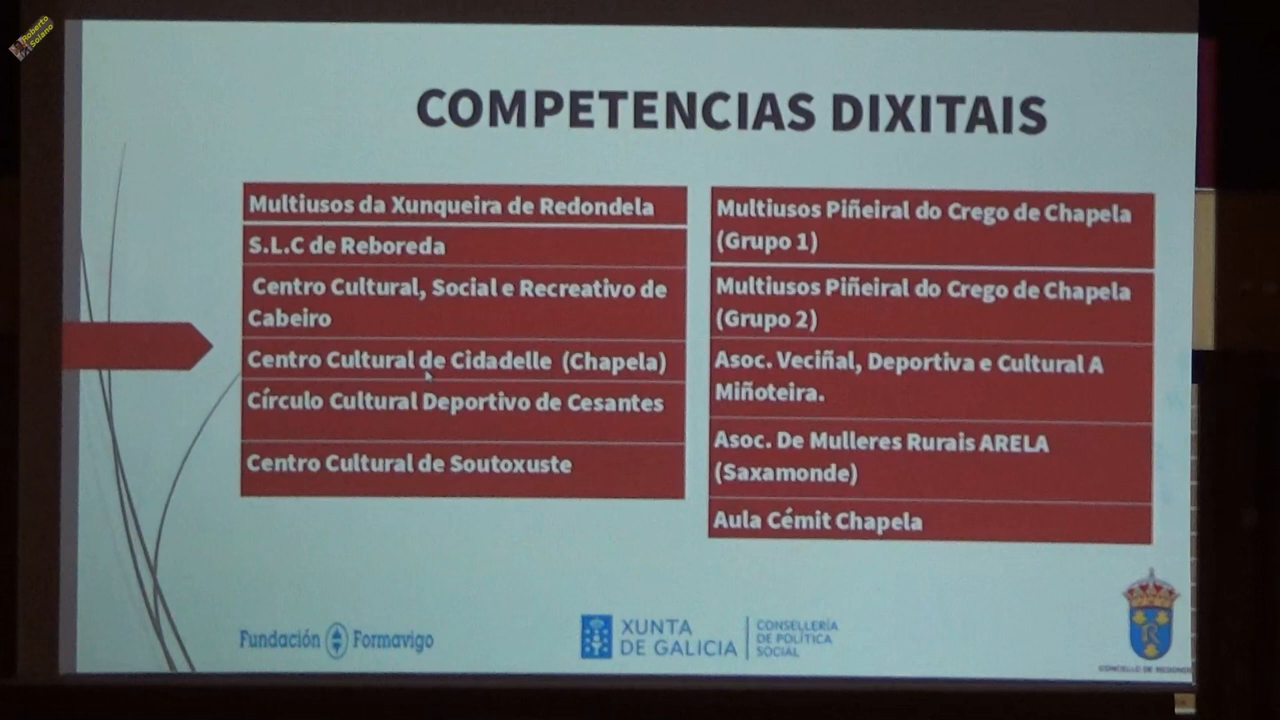 Roberto
Solano
COMPETENCIAS DIXITAIS
Multiusos da Xunqueira de Redondela
S.L.C de Reboreda
Centro Cultural, Social e Recreativo de
Cabeiro
Centro Cultural de Cidadelle (Chapela)
Círculo Cultural Deportivo de Cesantes
Centro Cultural de Soutoxuste
Multiusos Piñeiral do Crego de Chapela
(Grupo 1)
Multiusos Piñeiral do Crego de Chapela
(Grupo 2)
Asoc. Veciñal, Deportiva e Cultural A
Miñoteira.
Asoc. De Mulleres Rurais ARELA
(Saxamonde)
Aula Cémit Chapela
Fundación Formavigo
XUNTA
DE GALICIA
CONSELLERÍA
DE POLÍTICA
SOCIAL
CONCELLO DE